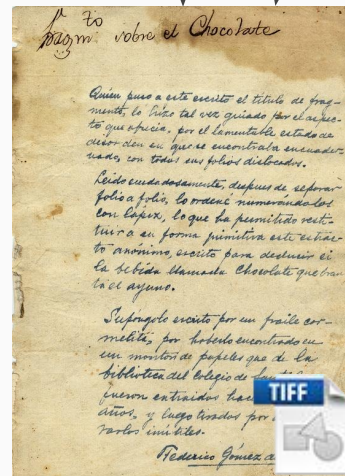 Fragm.to sobre el Chocolate
Quien puso a este escrito el título de frag-
mento, lo hizo tal vez guiado por el aspec-
to que ofrecía, por el lamentable estado de
desorden en que se encontraba encuader-
nado, con todos sus folios dislocados.
Leído cuidadosamente, después de separar
folio a folio, lo ordené numerándolos
con lápiz, lo que ha permitido resti-
tuir a su forma primitiva este extrac-
to anónimo, escrito para deducir si
la bebida llamada Chocolate quebran-
ta el ayuno.
Supóngolo escrito por un fraile car-
melita, por haberlo encontrado en
un montón de papeles que de la
biblioteca del Colegio de
fueron extraídos hace
años, y luego tirados por
varlos inútiles.
Federico Gómez de
TIFF